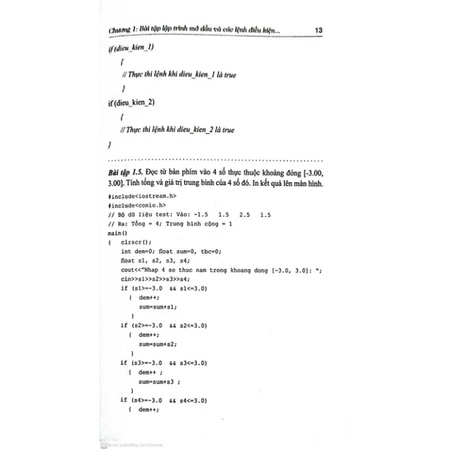 Chương 1: Bài tập lập trình mở đầu và các lệnh điều kiện... 13
if (dieu_kien_1)
{
// Thực thi lệnh khi dieu_kien_1 là true
}
if (dieu_kien_2)
{
// Thực thi lệnh khi dieu_kien_2 là true
}
Bài tập 1.5. Đọc từ bàn phím vào 4 số thực thuộc khoảng đóng [-3.00,
3.00]. Tính tổng và giá trị trung bình của 4 số đó. In kết quả lên màn hình.
#include<iostream.h>
#include<conio.h>
// Bộ dữ liệu test: Vào: -1.5 1.5 2.5 1.5
// Ra: Tổng = 4; Trung bình cộng = 1
main()
{ clrscr();
int dem=0; float sum=0, tbc=0;
float s1, s2, s3, s4;
cout<<"Nhap 4 so thuc nam trong khoang dong [-3.0, 3.0]: ";
cin>>s1>>s2>>s3>>s4;
if (s1>=-3.0 && s1<=3.0)
{ dem++;
sum=sum+s1;
}
if (s2>=-3.0 && s2<=3.0)
{ dem++;
sum=sum+s2;
}
if (s3>=-3.0 && s3<=3.0)
{ dem++ ;
sum=sum+s3 ;
}
if (s4>=-3.0 && s4<=3.0)
{ dem++;